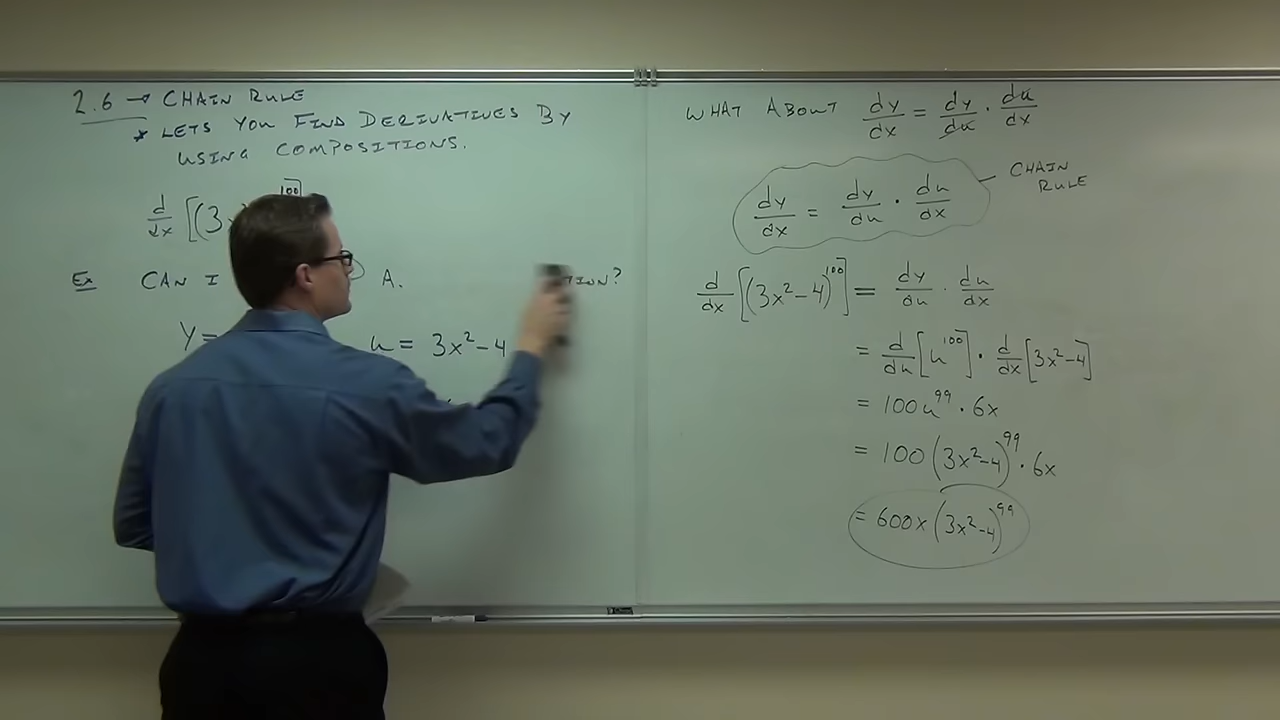 2.6 → CHAIN RULE
* LETS YOU FIND DERIVATIVES BY
USING COMPOSITIONS.
d/dx [(3 100]
Ex CAN I A. TION?
Y= u = 3x² - 4
WHAT ABOUT dy/dx = dy/du · du/dx
dy/dx = dy/du · du/dx — CHAIN RULE
d/dx [(3x²-4)^100] = dy/du · du/dx
= d/du [u^100] · d/dx [3x²-4]
= 100u^99 · 6x
= 100(3x²-4)^99 · 6x
= 600x(3x²-4)^99